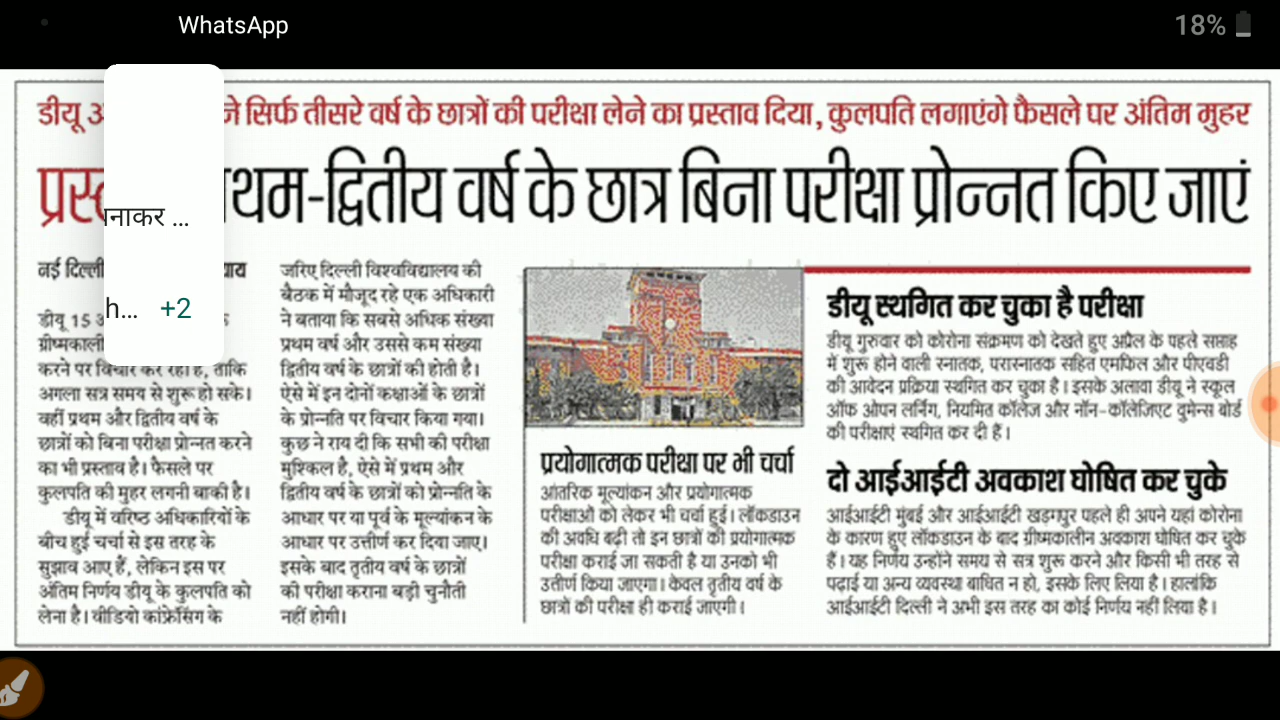 WhatsApp
18%
डीयू अ
ने सिर्फ तीसरे वर्ष के छात्रों की परीक्षा लेने का प्रस्ताव दिया, कुलपति लगाएंगे फैसले पर अंतिम मुहर
थम-द्वितीय वर्ष के छात्र बिना परीक्षा प्रोन्नत किए जाएं
नाकर ...
h... +2
नई दिल्ली
डीयू 15
ग्रीष्मकाली
करने पर विचार कर रहा है, ताकि
अगला सत्र समय से शुरू हो सके।
वहीं प्रथम और द्वितीय वर्ष के
छात्रों को बिना परीक्षा प्रोन्नत करने
का भी प्रस्ताव है। फैसले पर
कुलपति की मुहर लगनी बाकी है।
डीयू में वरिष्ठ अधिकारियों के
बीच हुई चर्चा से इस तरह के
सुझाव आए हैं, लेकिन इस पर
अंतिम निर्णय डीयू के कुलपति को
लेना है। वीडियो कांफ्रेंसिंग के
जरिए दिल्ली विश्वविद्यालय की
बैठक में मौजूद रहे एक अधिकारी
ने बताया कि सबसे अधिक संख्या
प्रथम वर्ष और उससे कम संख्या
द्वितीय वर्ष के छात्रों की होती है।
ऐसे में इन दोनों कक्षाओं के छात्रों
के प्रोन्नति पर विचार किया गया।
कुछ ने राय दी कि सभी की परीक्षा
मुश्किल है, ऐसे में प्रथम और
द्वितीय वर्ष के छात्रों को प्रोन्नति के
आधार पर या पूर्व के मूल्यांकन के
आधार पर उत्तीर्ण कर दिया जाए।
इसके बाद तृतीय वर्ष के छात्रों
की परीक्षा कराना बड़ी चुनौती
नहीं होगी।
प्रयोगात्मक परीक्षा पर भी चर्चा
आंतरिक मूल्यांकन और प्रयोगात्मक
परीक्षाओं को लेकर भी चर्चा हुई। लॉकडाउन
की अवधि बढ़ी तो इन छात्रों की प्रयोगात्मक
परीक्षा कराई जा सकती है या उनको भी
उतीर्ण किया जाएगा। केवल तृतीय वर्ष के
छात्रों की परीक्षा ही कराई जाएगी।
डीयू स्थगित कर चुका है परीक्षा
डीयू गुरुवार को कोरोना संक्रमण को देखते हुए अप्रैल के पहले सप्ताह
में शुरू होने वाली स्नातक, परास्नातक सहित एमफिल और पीएचडी
की आवेदन प्रक्रिया स्थगित कर चुका है। इसके अलावा डीयू ने स्कूल
ऑफ ओपन लर्निंग, नियमित कॉलेज और नॉन-कॉलेजिएट वुमेन्स बोर्ड
की परीक्षाएं स्थगित कर दी हैं।
दो आईआईटी अवकाश घोषित कर चुके
आईआईटी मुंबई और आईआईटी खड़गपुर पहले ही अपने यहां कोरोना
के कारण हुए लॉकडाउन के बाद ग्रीष्मकालीन अवकाश घोषित कर चुके
हैं। यह निर्णय उन्होंने समय से सत्र शुरू करने और किसी भी तरह से
पढ़ाई या अन्य व्यवस्था बाधित न हो, इसके लिए लिया है। हालांकि
आईआईटी दिल्ली ने अभी इस तरह का कोई निर्णय नहीं लिया है।